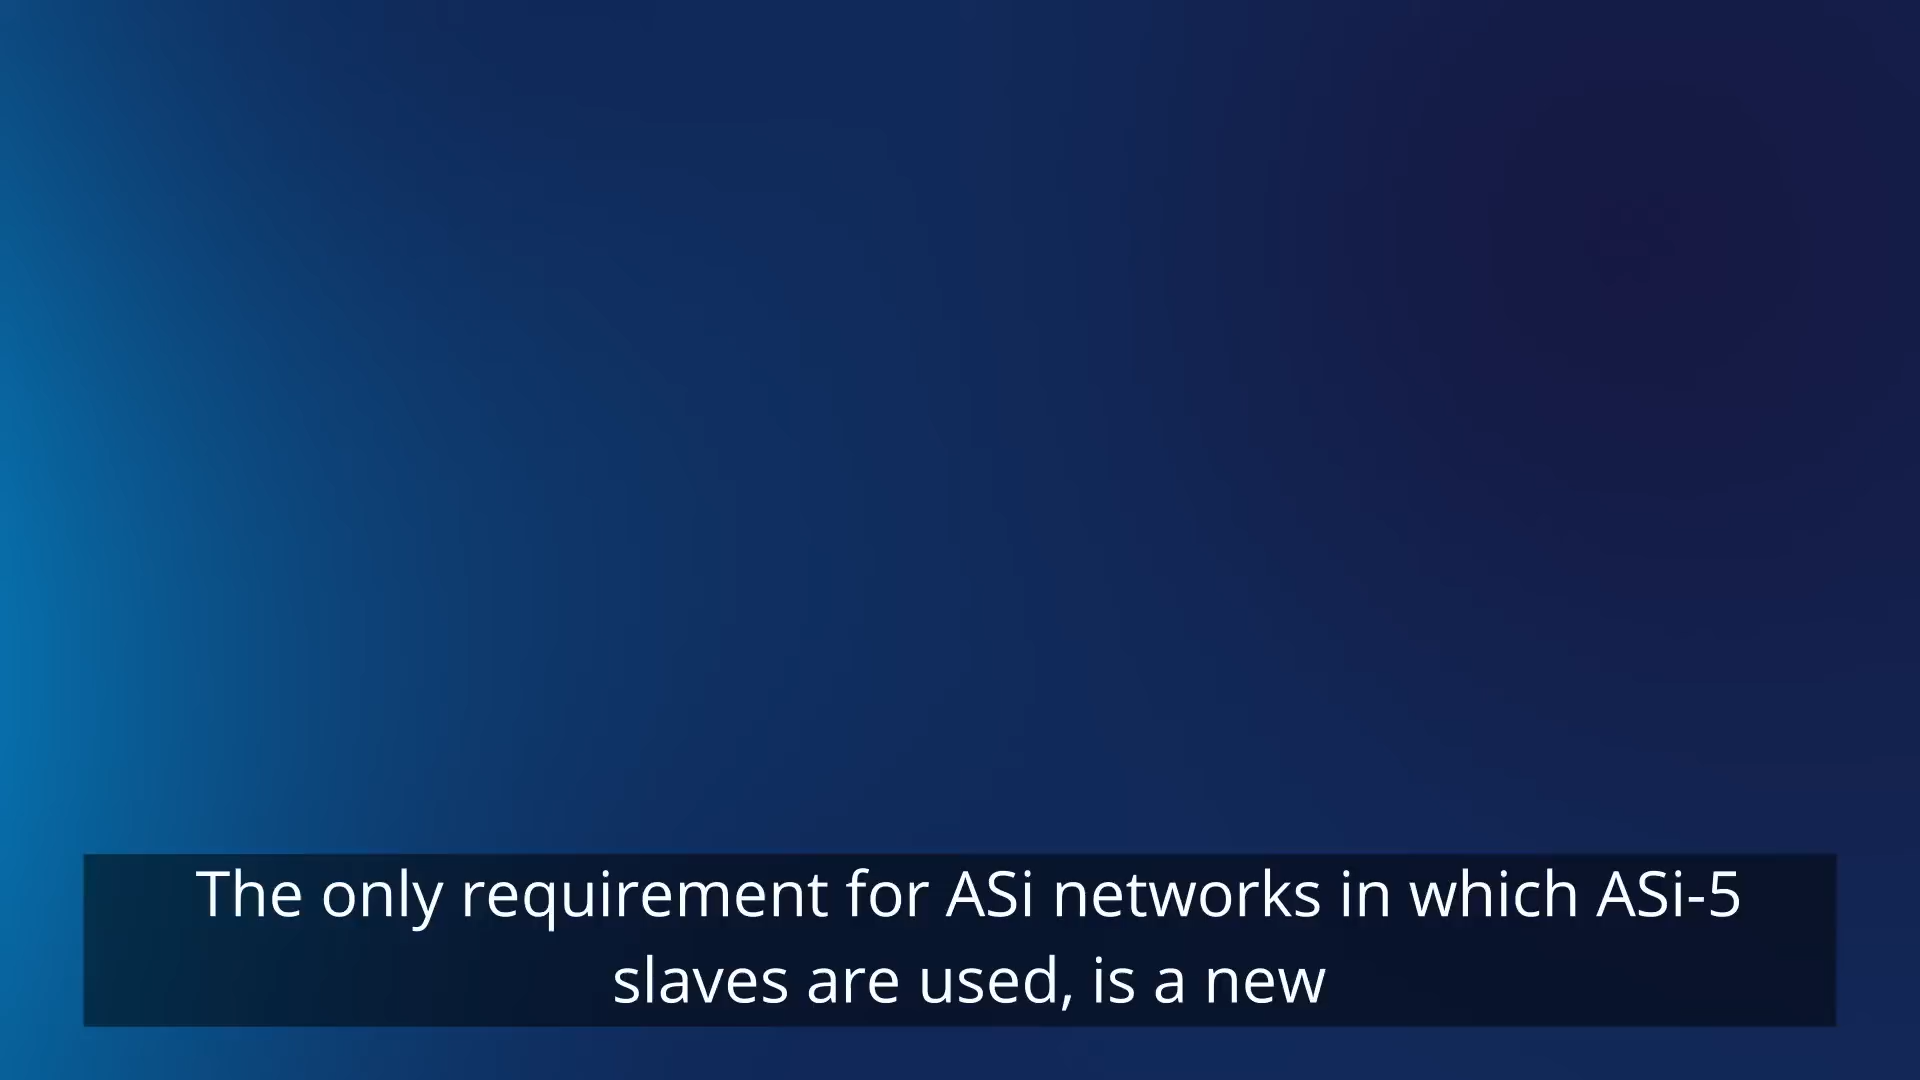 The only requirement for ASi networks in which ASi-5
slaves are used, is a new